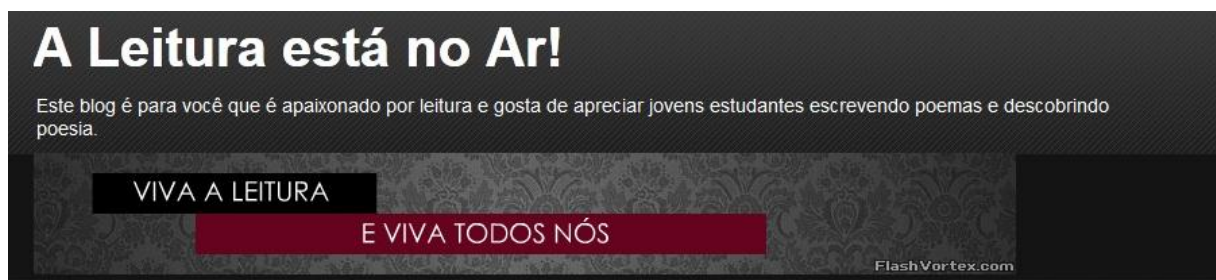 A Leitura está no Ar!
Este blog é para você que é apaixonado por leitura e gosta de apreciar jovens estudantes escrevendo poemas e descobrindo
poesia.
VIVA A LEITURA
E VIVA TODOS NÓS
FlashVortex.com